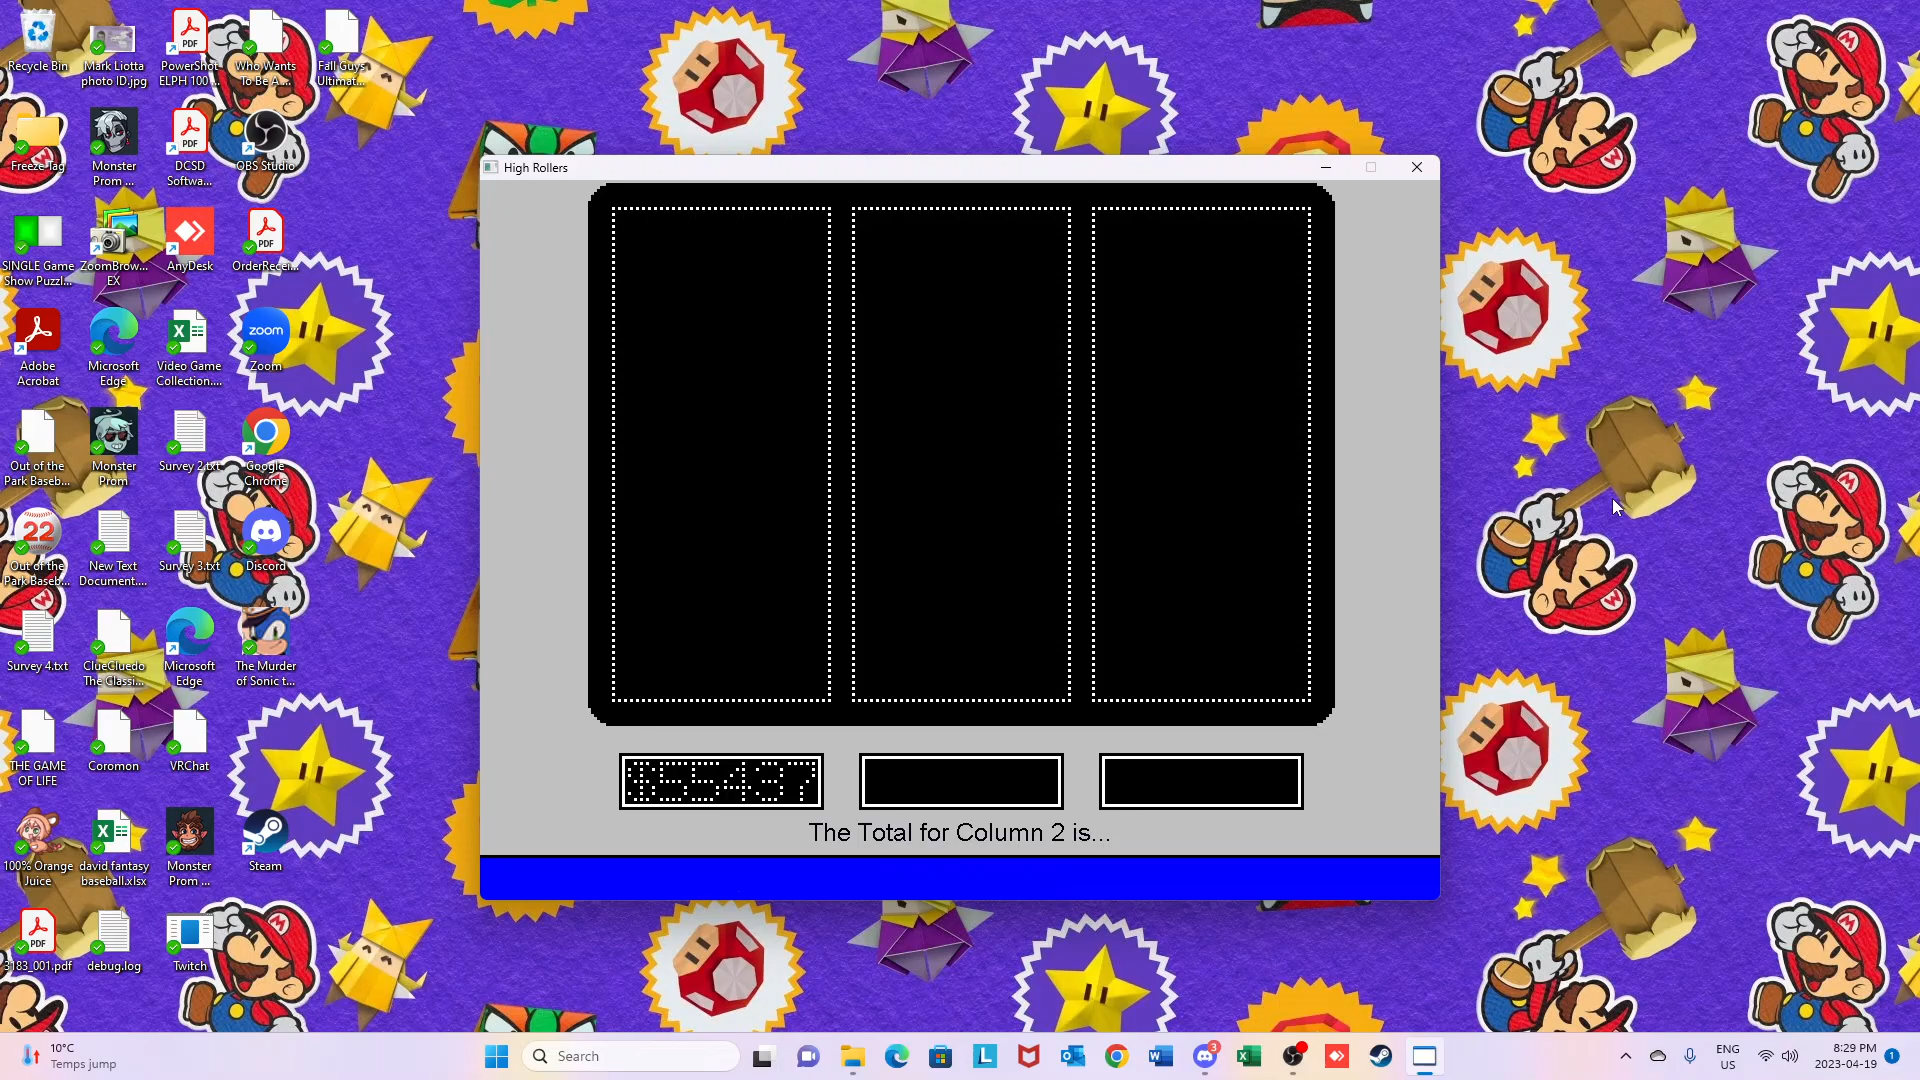 Recycle Bin
Mark Liotta
photo ID.jpg
PowerShot
ELPH 100 ...
Who Wants
To Be A ...
Fall Guys
Ultimat...
Freeze Tag
Monster
Prom ...
DCSD
Softwa...
OBS Studio
SINGLE Game
Show Puzzl...
ZoomBrow...
EX
AnyDesk
OrderRecei...
Adobe
Acrobat
Microsoft
Edge
Video Game
Collection....
zoom
Zoom
Out of the
Park Baseb...
Monster
Prom
Survey 2.txt
Google
Chrome
22
Out of the
Park Baseb...
New Text
Document....
Survey 3.txt
Discord
Survey 4.txt
ClueCluedo
The Classi...
Microsoft
Edge
The Murder
of Sonic t...
THE GAME
OF LIFE
Coromon
VRChat
100% Orange
Juice
david fantasy
baseball.xlsx
Monster
Prom ...
Steam
3183_001.pdf
debug.log
Twitch
High Rollers
$55437
The Total for Column 2 is...
10°C
Temps jump
Search
3
ENG
US
8:29 PM
2023-04-19
1